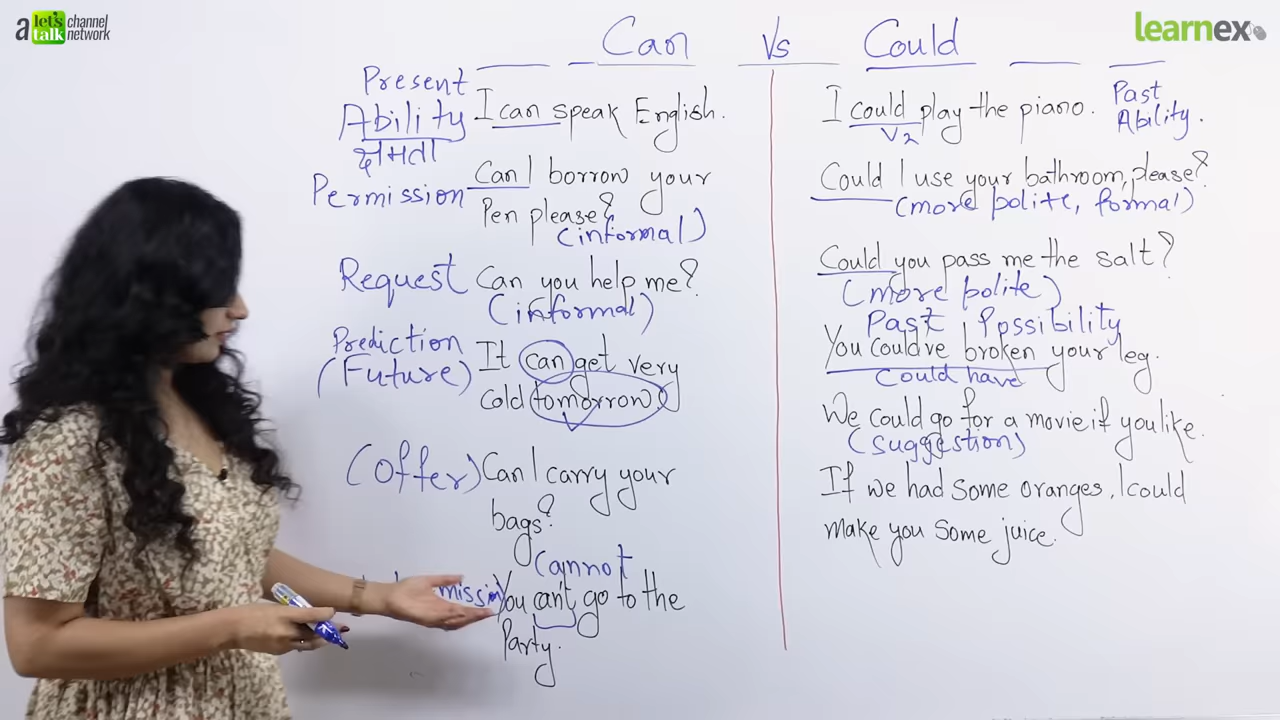 a let's talk channel network
learnex
Can Vs Could
Present
Ability
क्षमता
I can speak English.
Permission
Can I borrow your
Pen please?
(informal)
Request
Can you help me?
(informal)
Prediction
(Future)
It can get very
cold tomorrow
(Offer)
Can I carry your
bags?
Cannot
You can't go to the
Party.
I could play the piano.
V2
Past
Ability.
Could I use your bathroom, please?
(more polite, formal)
Could you pass me the salt?
(more polite)
Past Possibility
You could've broken your leg.
Could have
We could go for a movie if you like.
(Suggestion)
If we had some oranges, I could
make you some juice.